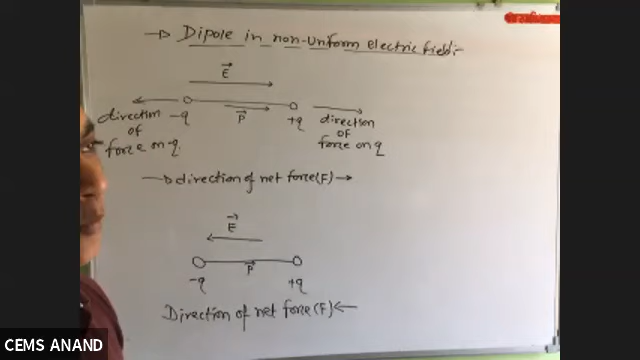 → Dipole in non-uniform electric field:-
E
direction of force on -q
-q
P
+q
direction of force on q
→ direction of net force (F) →
E
P
-q
+q
Direction of net force (F) ←
CEMS ANAND